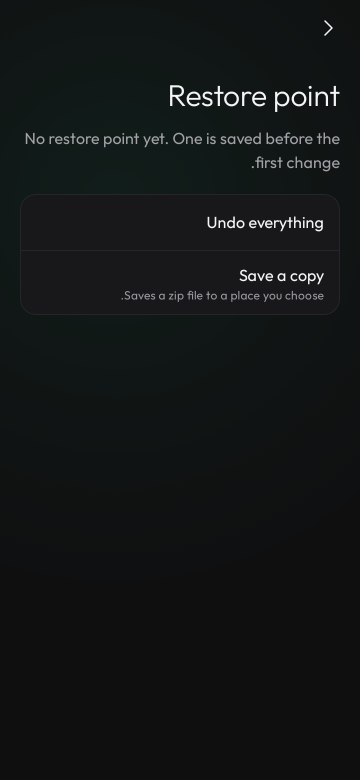 Restore point
No restore point yet. One is saved before the
first change.
Undo everything
Save a copy
Saves a zip file to a place you choose.